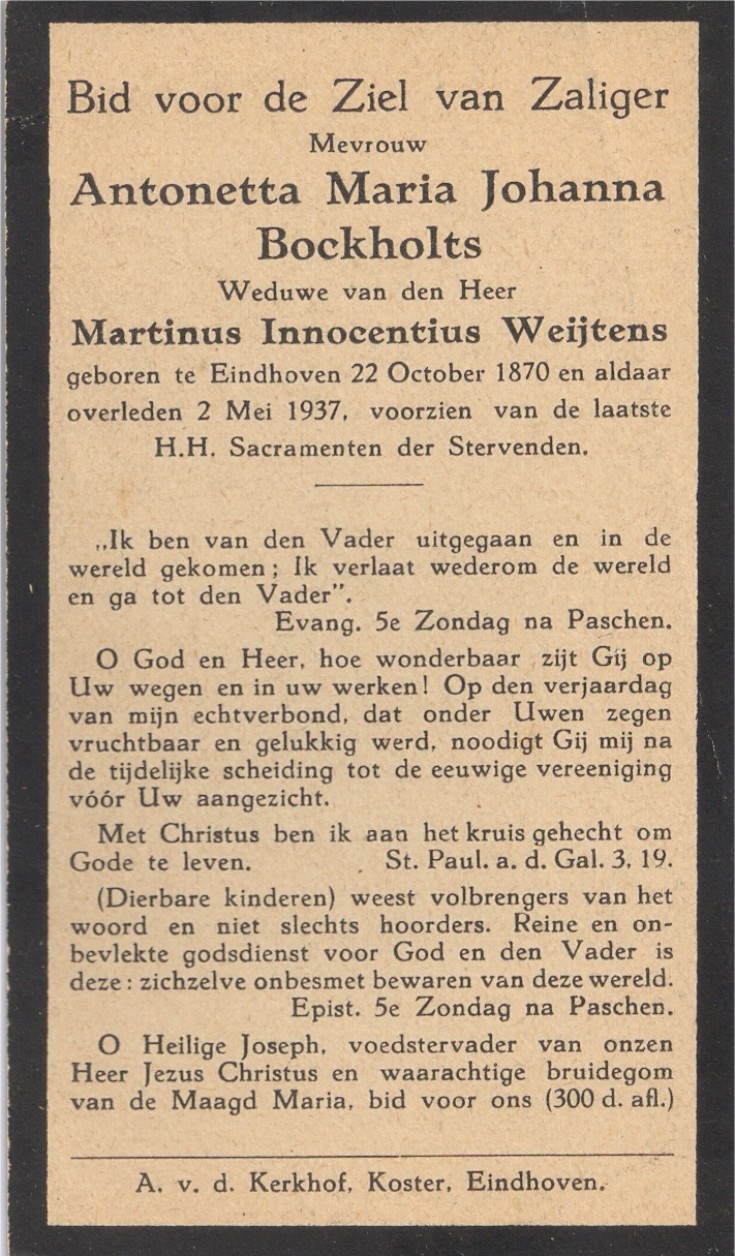 Bid voor de Ziel van Zaliger
Mevrouw
Antonetta Maria Johanna
Bockholts
Weduwe van den Heer
Martinus Innocentius Weijtens
geboren te Eindhoven 22 October 1870 en aldaar
overleden 2 Mei 1937, voorzien van de laatste
H.H. Sacramenten der Stervenden.
„Ik ben van den Vader uitgegaan en in de
wereld gekomen; Ik verlaat wederom de wereld
en ga tot den Vader”.
Evang. 5e Zondag na Paschen.
O God en Heer, hoe wonderbaar zijt Gij op
Uw wegen en in uw werken! Op den verjaardag
van mijn echtverbond, dat onder Uwen zegen
vruchtbaar en gelukkig werd, noodigt Gij mij na
de tijdelijke scheiding tot de eeuwige vereeniging
vóór Uw aangezicht.
Met Christus ben ik aan het kruis gehecht om
Gode te leven. St. Paul. a. d. Gal. 3, 19.
(Dierbare kinderen) weest volbrengers van het
woord en niet slechts hoorders. Reine en on-
bevlekte godsdienst voor God en den Vader is
deze: zichzelve onbesmet bewaren van deze wereld.
Epist. 5e Zondag na Paschen.
O Heilige Joseph, voedstervader van onzen
Heer Jezus Christus en waarachtige bruidegom
van de Maagd Maria, bid voor ons (300 d. afl.)
A. v. d. Kerkhof, Koster, Eindhoven.